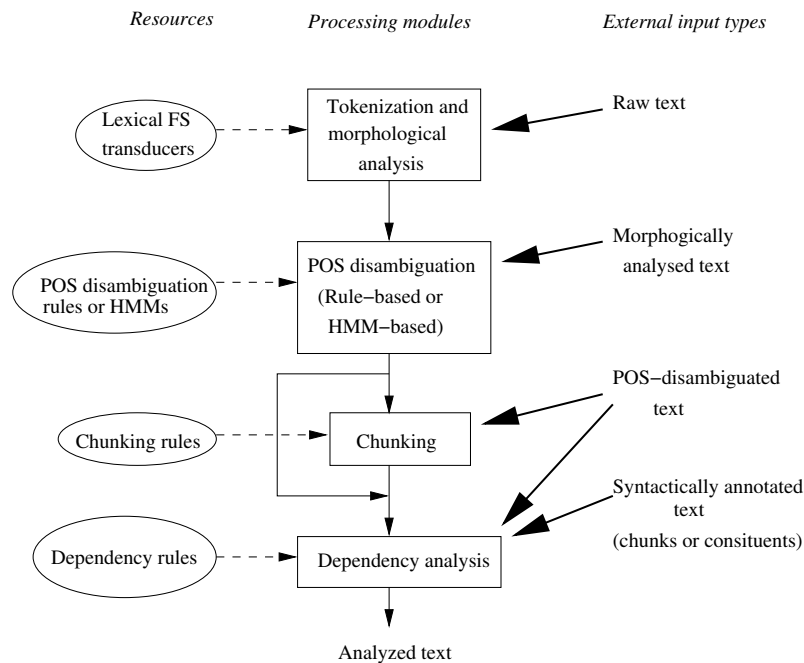 Resources
Processing modules
External input types
Lexical FS
transducers
Tokenization and
morphological
analysis
Raw text
POS disambiguation
rules or HMMs
POS disambiguation
(Rule−based or
HMM−based)
Morphogically
analysed text
Chunking rules
Chunking
POS−disambiguated
text
Syntactically annotated
text
(chunks or consituents)
Dependency rules
Dependency analysis
Analyzed text